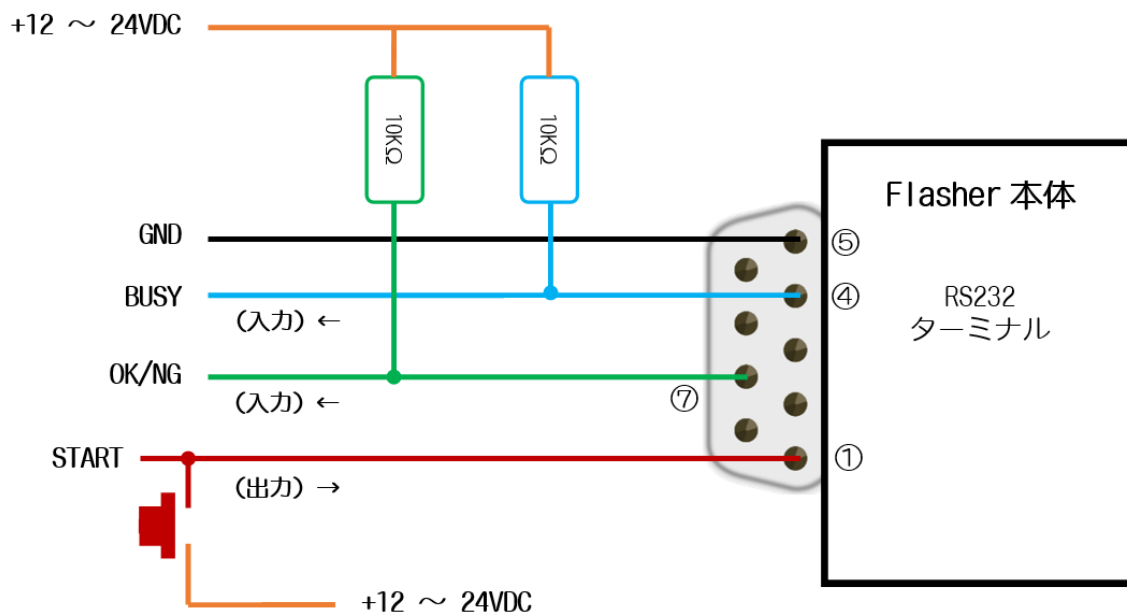 +12 ～ 24VDC
10KΩ
10KΩ
Flasher 本体
GND
⑤
BUSY
④
RS232
ターミナル
(入力) ←
OK/NG
⑦
(入力) ←
START
①
(出力) →
+12 ～ 24VDC